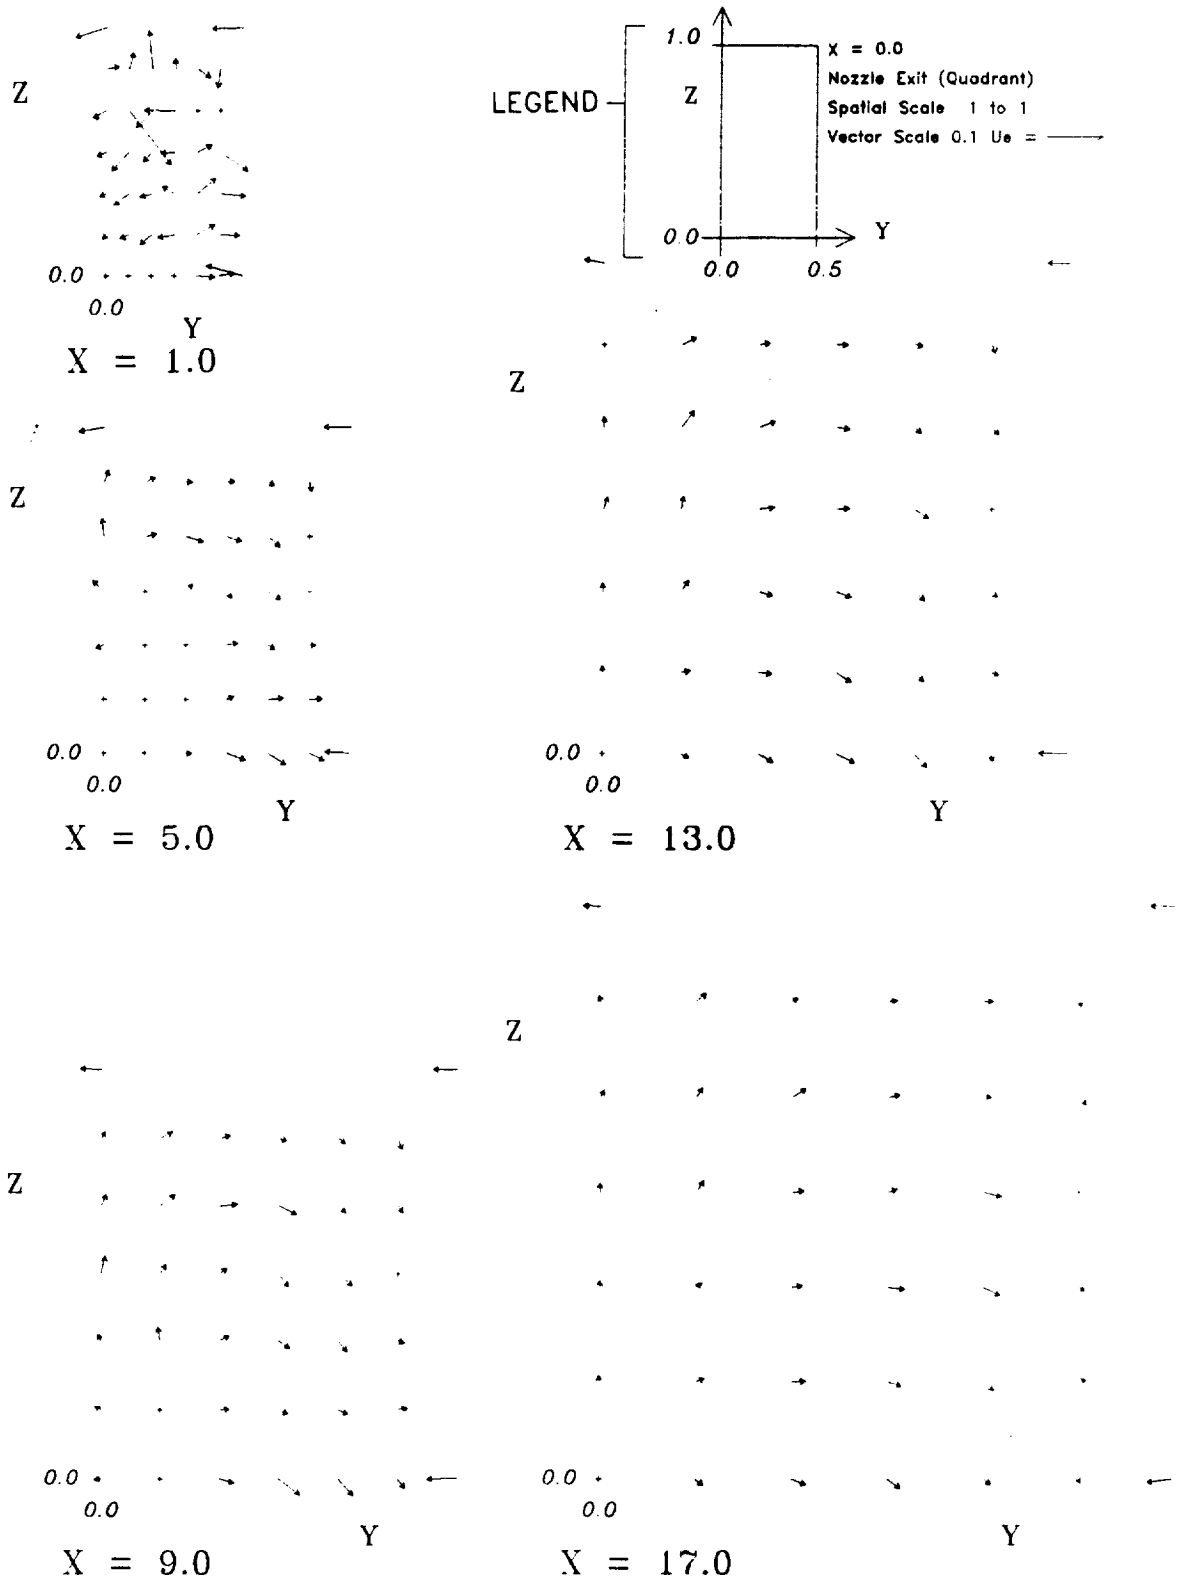 Z
0.0
0.0
Y
X = 1.0
LEGEND
1.0
Z
0.0
0.0
0.5
Y
X = 0.0
Nozzle Exit (Quadrant)
Spatial Scale 1 to 1
Vector Scale 0.1 Ue =
Z
0.0
0.0
Y
X = 5.0
Z
0.0
0.0
Y
X = 13.0
Z
0.0
0.0
Y
X = 9.0
Z
0.0
0.0
Y
X = 17.0